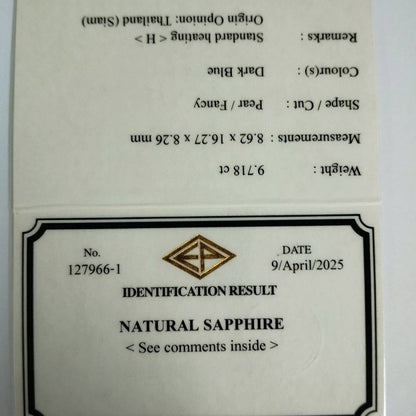 Weight : 9.718 ct
Measurements : 8.62 x 16.27 x 8.26 mm
Shape / Cut : Pear / Fancy
Colour(s) : Dark Blue
Remarks : Standard heating < H >
Origin Opinion: Thailand (Siam)
No.
127966-1
EP
DATE
9/April/2025
IDENTIFICATION RESULT
NATURAL SAPPHIRE
< See comments inside >